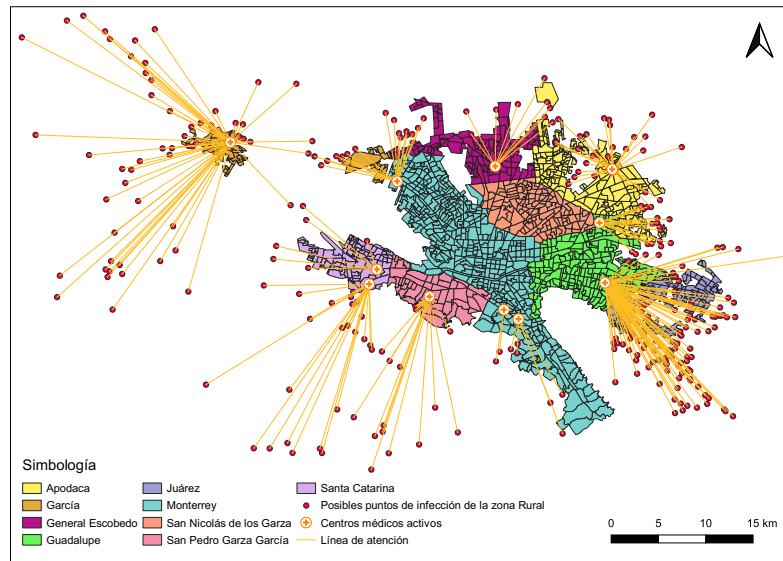 Simbología
Apodaca
García
General Escobedo
Guadalupe
Juárez
Monterrey
San Nicolás de los Garza
San Pedro Garza García
Santa Catarina
Posibles puntos de infección de la zona Rural
Centros médicos activos
Línea de atención
0 5 10 15 km